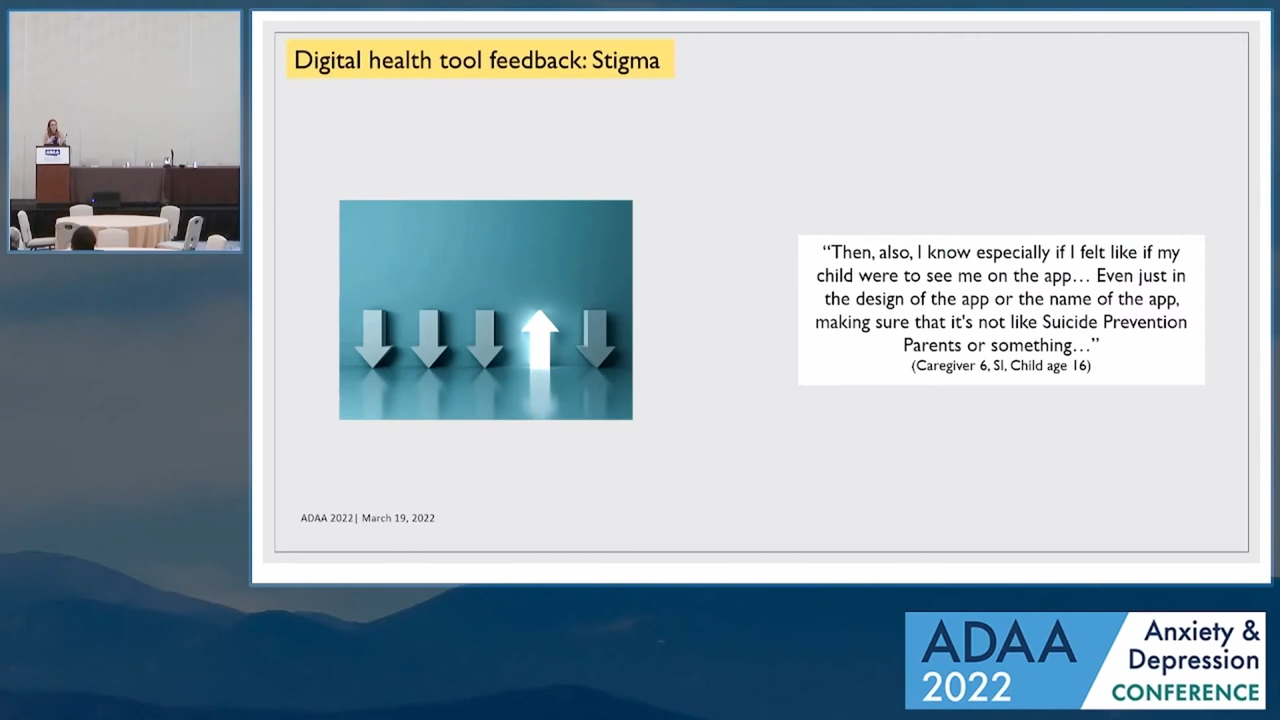 Digital health tool feedback: Stigma
“Then, also, I know especially if I felt like if my
child were to see me on the app… Even just in
the design of the app or the name of the app,
making sure that it's not like Suicide Prevention
Parents or something…”
(Caregiver 6, SI, Child age 16)
ADAA 2022| March 19, 2022
ADAA
2022
Anxiety &
Depression
CONFERENCE